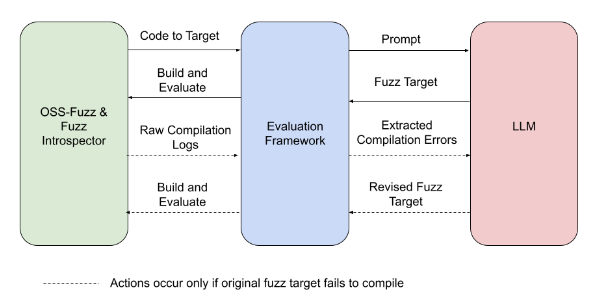 Code to Target
Prompt
Build and
Evaluate
Fuzz Target
OSS-Fuzz &
Fuzz
Introspector
Evaluation
Framework
LLM
Raw Compilation
Logs
Extracted
Compilation Errors
Build and
Evaluate
Revised Fuzz
Target
Actions occur only if original fuzz target fails to compile